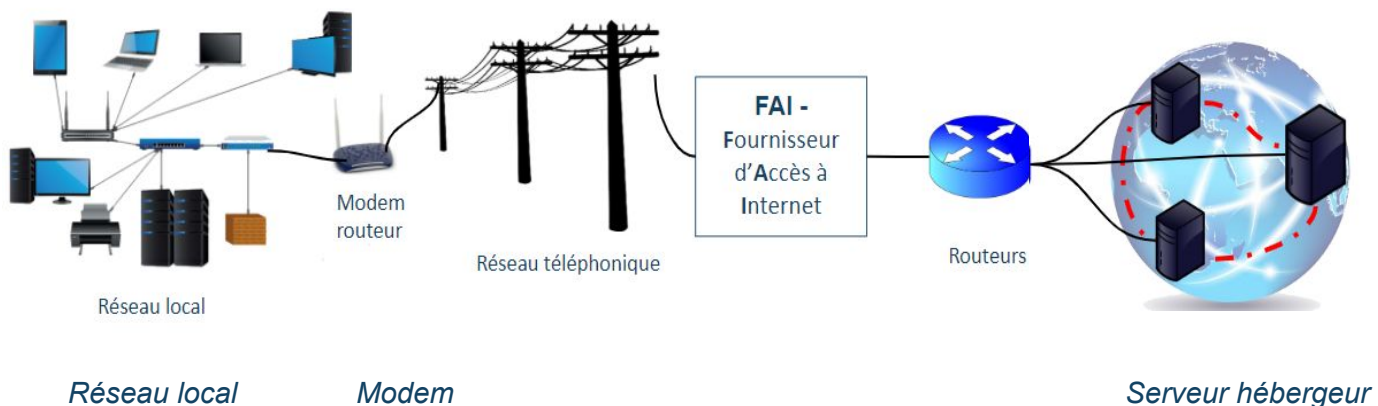 FAI -
Fournisseur
d’Accès à
Internet
Modem
routeur
Réseau téléphonique
Routeurs
Réseau local
Réseau local
Modem
Serveur hébergeur